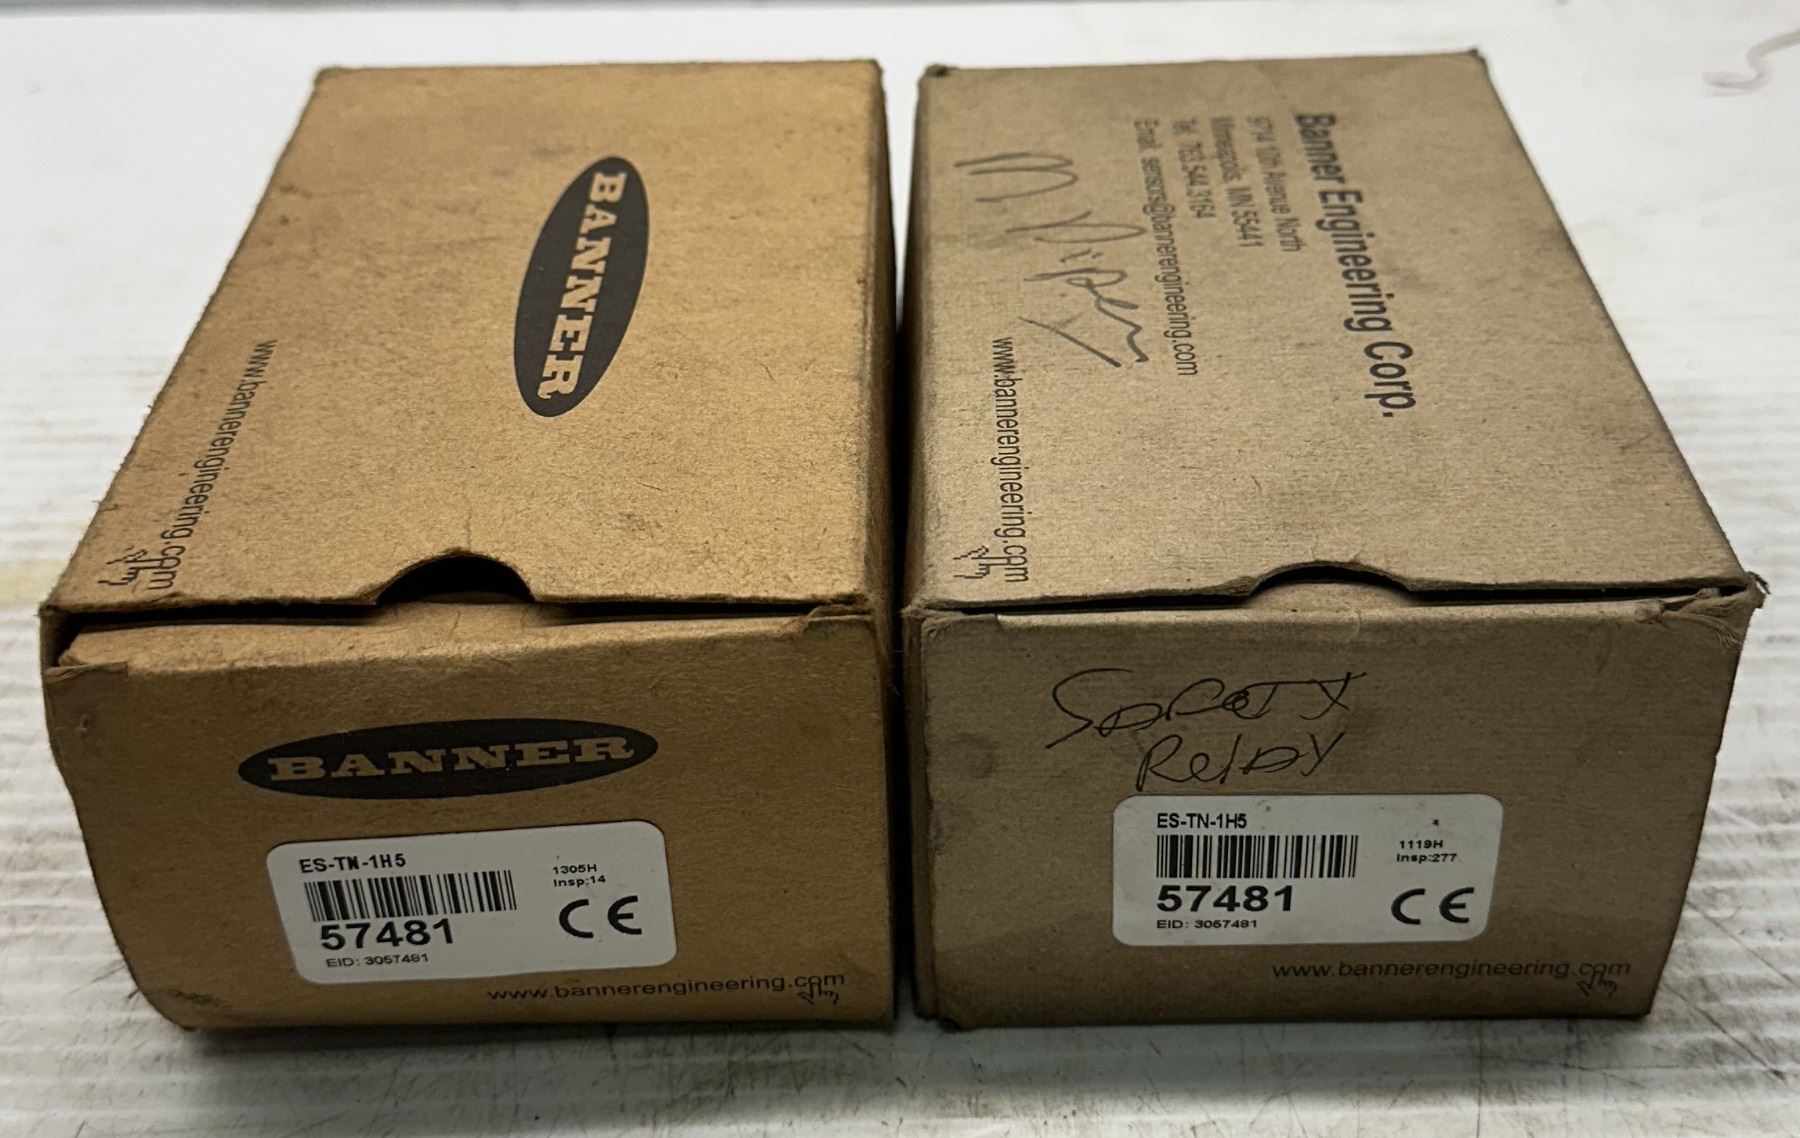 BANNER
www.bannerengineering.com
BANNER
ES-TN-1H5
1305H
Insp:14
57481
CE
EID: 3057481
www.bannerengineering.com
Banner Engineering Corp.
9714 10th Avenue North
Minneapolis, MN 55441
Tel. 763.544.3164
Email: sensors@bannerengineering.com
www.bannerengineering.com
Relay
ES-TN-1H5
1119H
Insp:277
57481
CE
EID: 3057481
www.bannerengineering.com